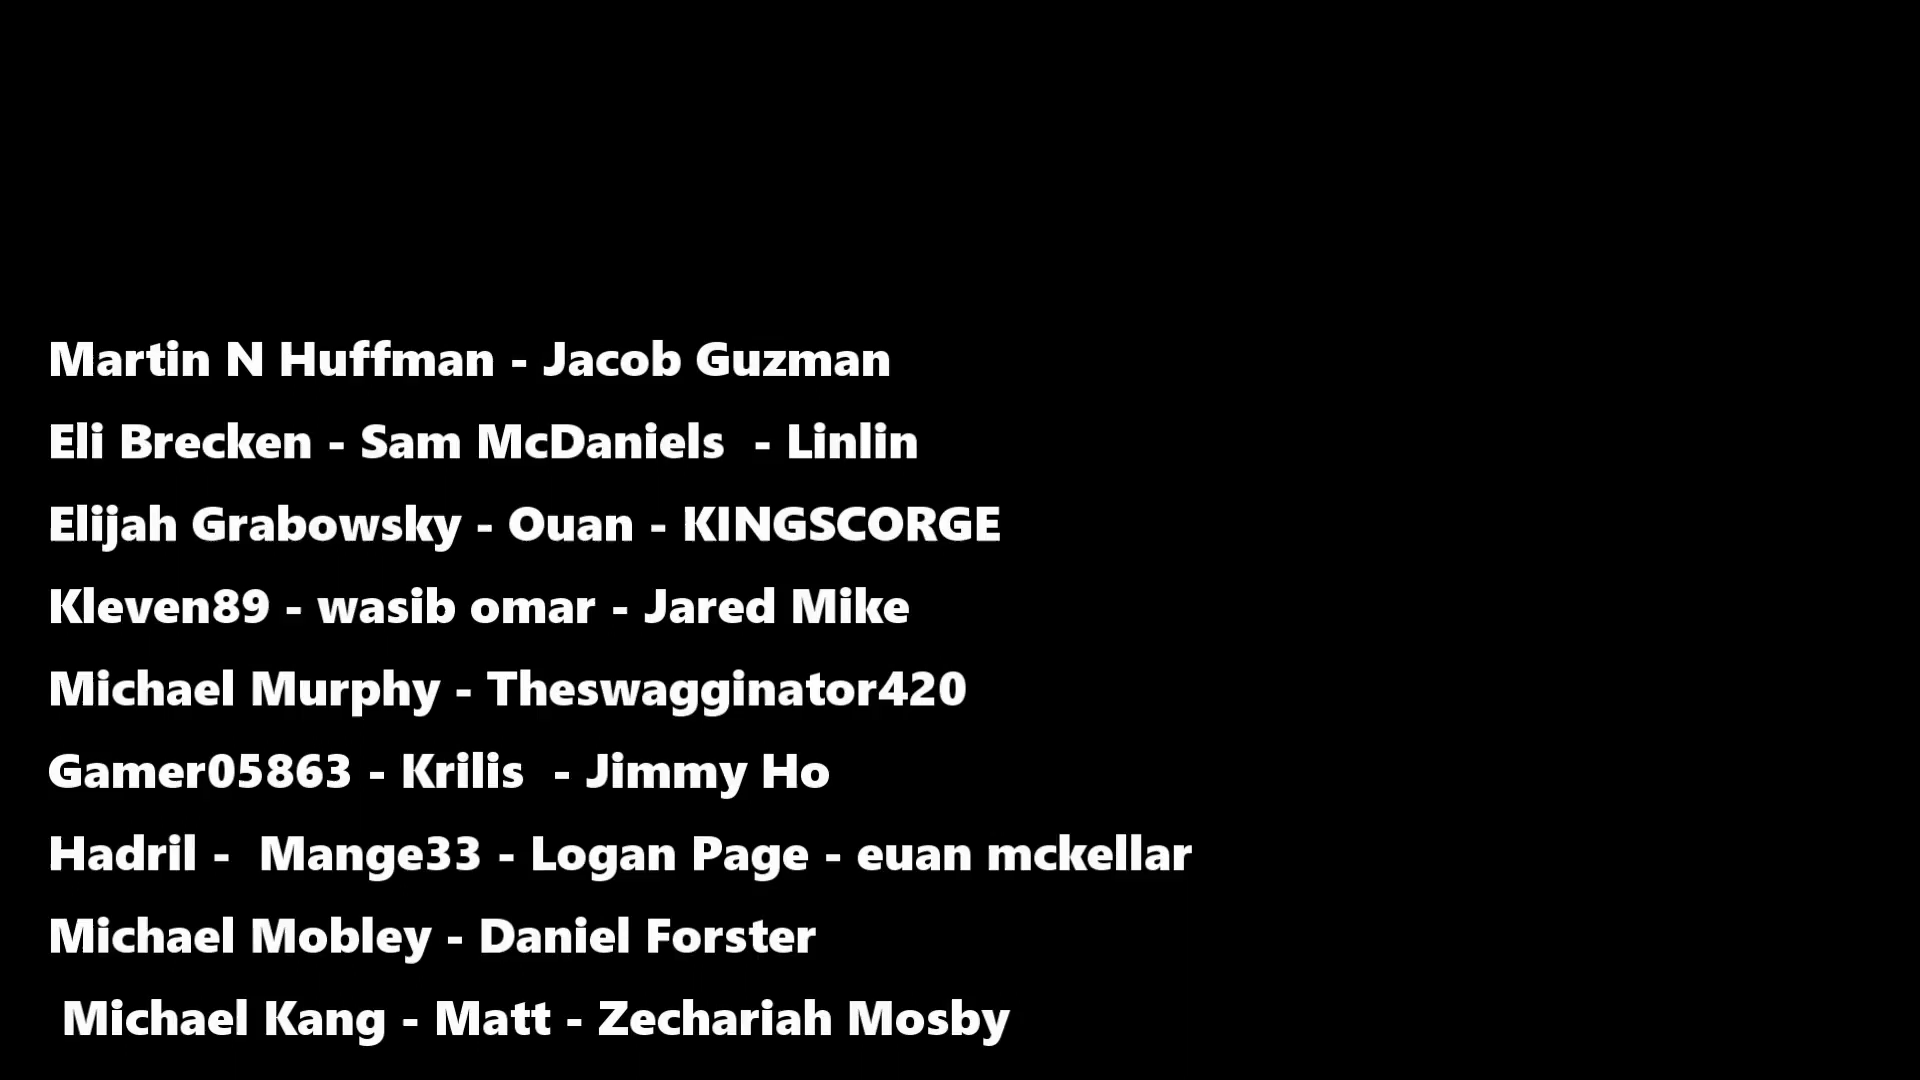 Martin N Huffman - Jacob Guzman
Eli Brecken - Sam McDaniels  - Linlin
Elijah Grabowsky - Ouan - KINGSCORGE
Kleven89 - wasib omar - Jared Mike
Michael Murphy - Theswagginator420
Gamer05863 - Krilis  - Jimmy Ho
Hadril -  Mange33 - Logan Page - euan mckellar
Michael Mobley - Daniel Forster
Michael Kang - Matt - Zechariah Mosby